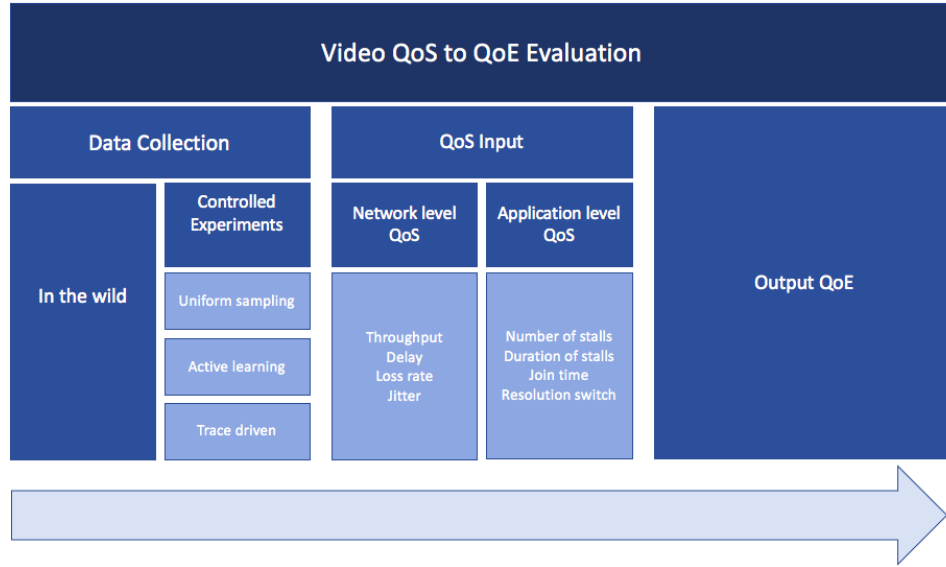 Video QoS to QoE Evaluation
Data Collection
In the wild
Controlled
Experiments
Uniform sampling
Active learning
Trace driven
QoS Input
Network level
QoS
Throughput
Delay
Loss rate
Jitter
Application level
QoS
Number of stalls
Duration of stalls
Join time
Resolution switch
Output QoE